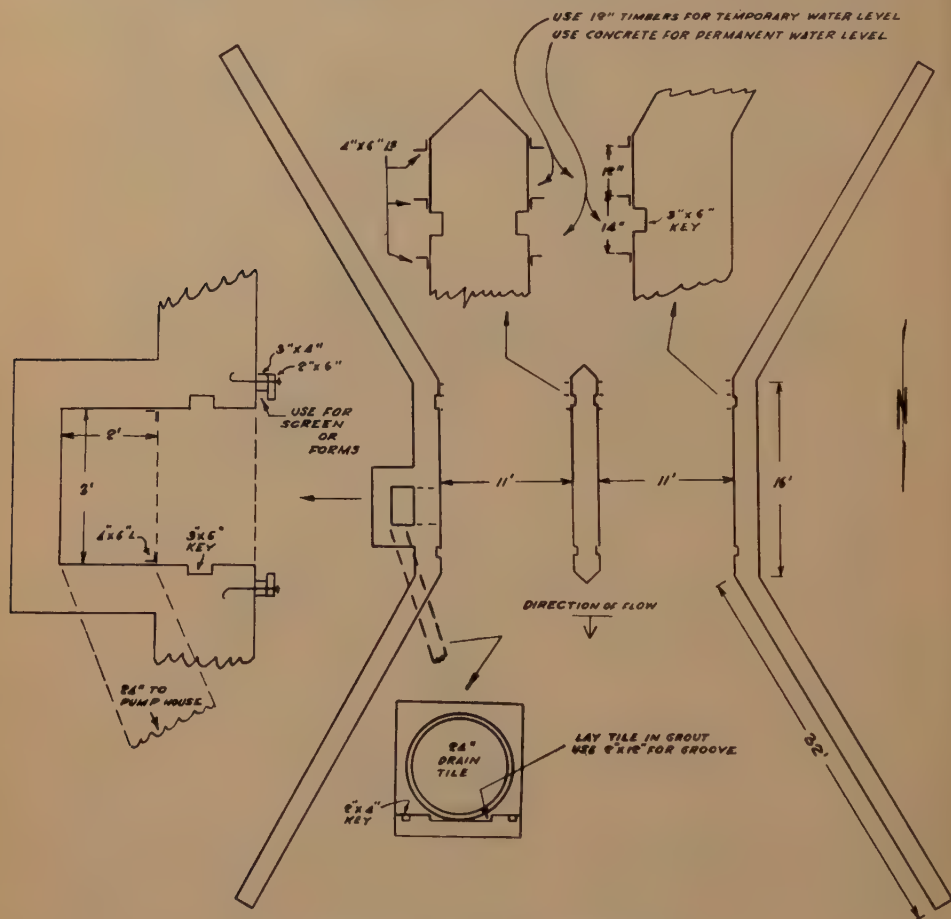 USE 12" TIMBERS FOR TEMPORARY WATER LEVEL
USE CONCRETE FOR PERMANENT WATER LEVEL
4"X6" LS
12"
14"
3"X6"
KEY
3"X4"
2"X6"
USE FOR
SCREEN
OR
FORMS
2'
3'
4"X6" L
3"X6"
KEY
24" TO
PUMP HOUSE
11'
11'
16'
N
DIRECTION OF FLOW
32'
24"
DRAIN
TILE
LAY TILE IN GROUT
USE 2"X12" FOR GROOVE
2"X4"
KEY